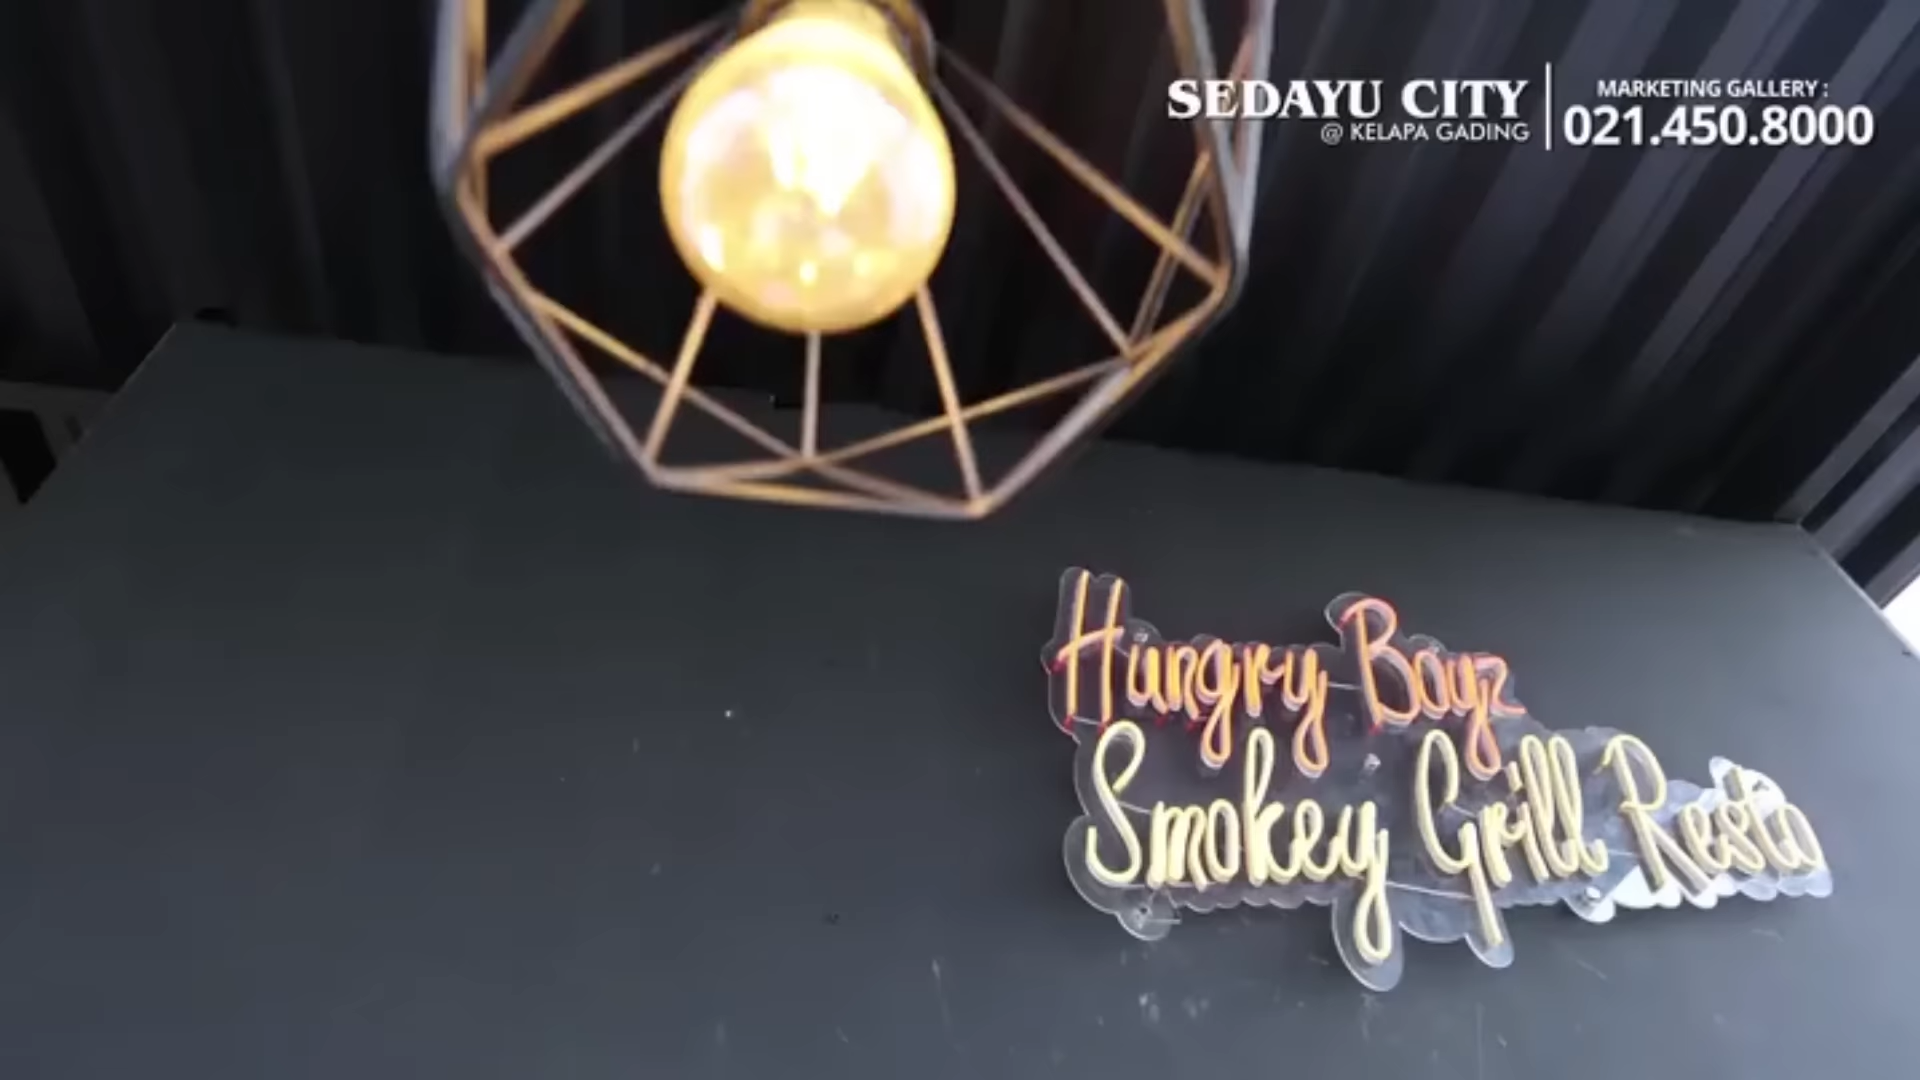 SEDAYU CITY
@ KELAPA GADING
MARKETING GALLERY :
021.450.8000
Hungry Boyz
Smokey Grill Resto